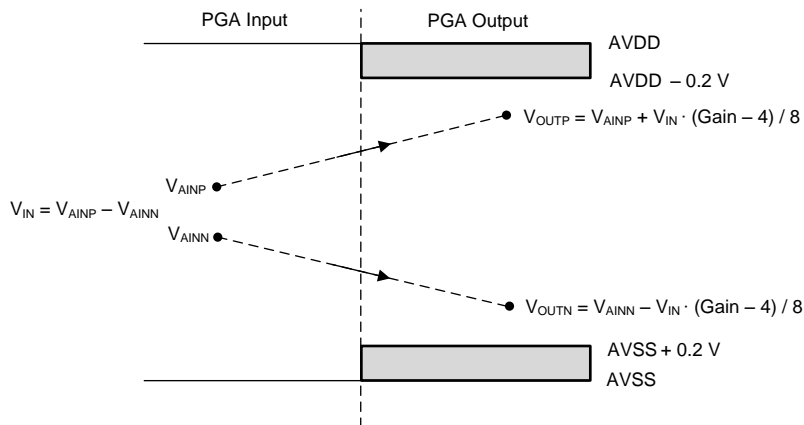 PGA Input
PGA Output
AVDD
AVDD – 0.2 V
V_OUTP = V_AINP + V_IN · (Gain – 4) / 8
V_AINP
V_IN = V_AINP – V_AINN
V_AINN
V_OUTN = V_AINN – V_IN · (Gain – 4) / 8
AVSS + 0.2 V
AVSS